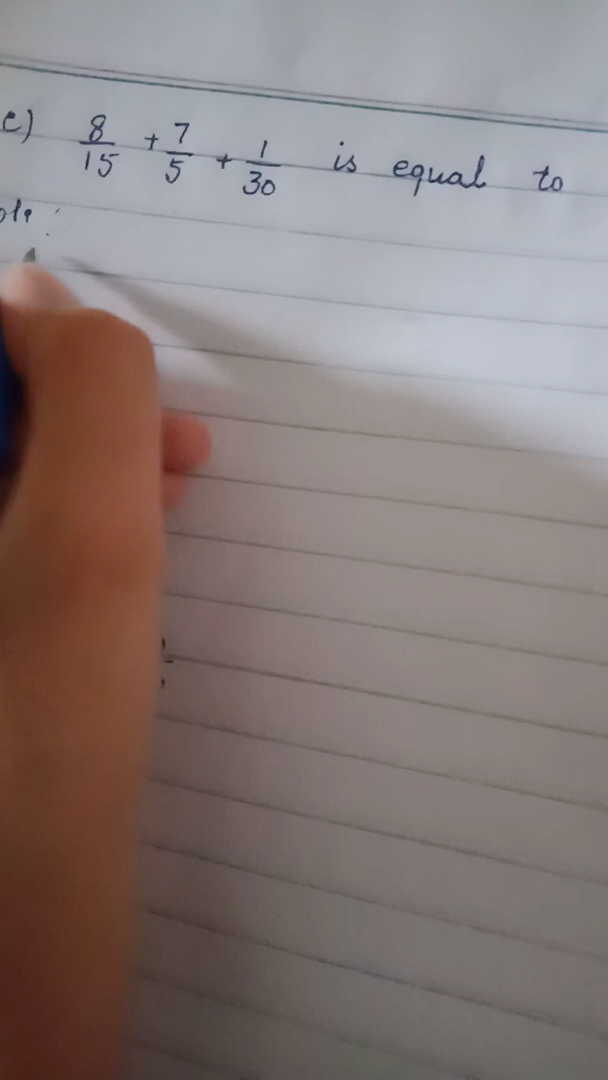 c) 8/15 + 7/5 + 1/30 is equal to